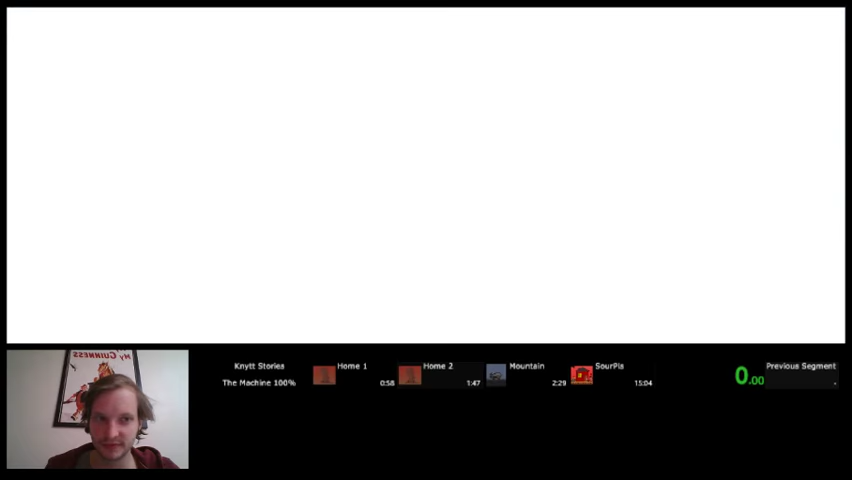 My GUINNESS
Knytt Stories
The Machine 100%
Home 1
0:58
Home 2
1:47
Mountain
2:29
SourPls
15:04
0.00
Previous Segment